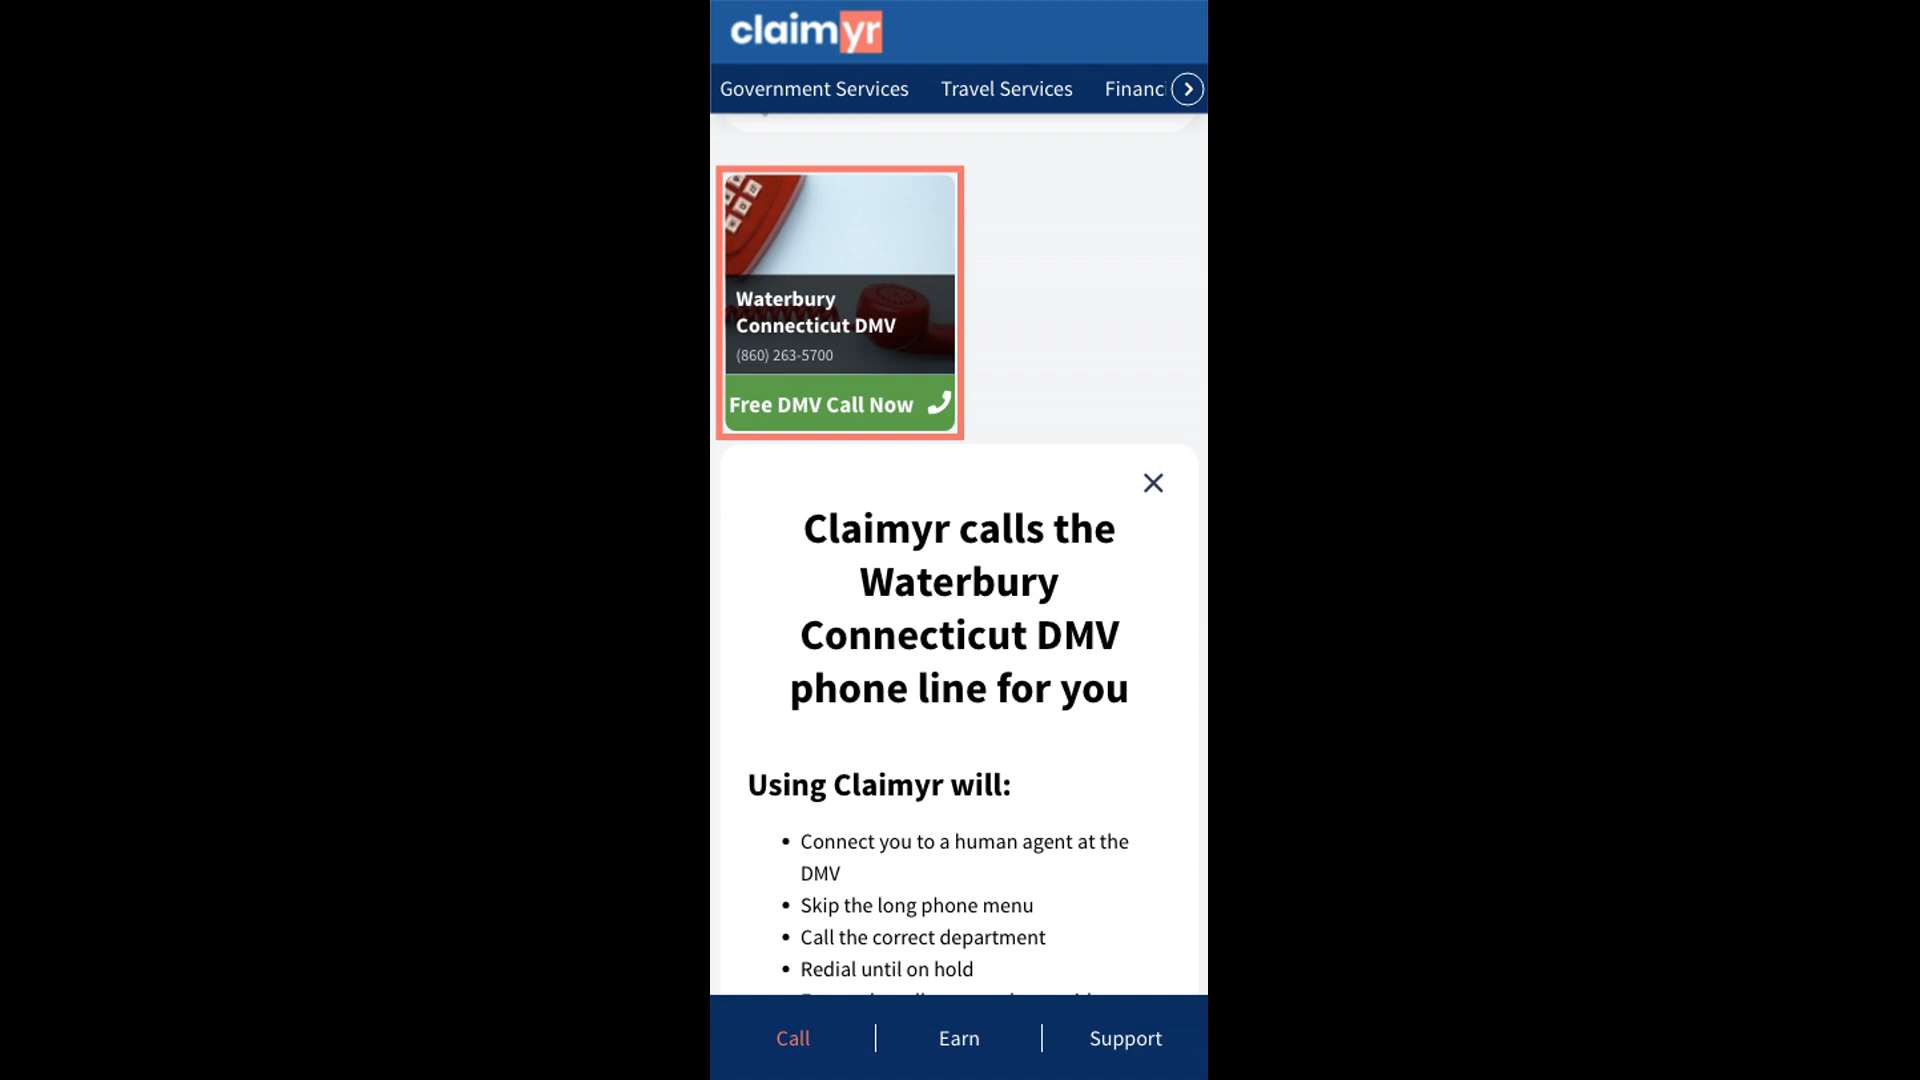 claimyr
Government Services Travel Services Financ
Waterbury
Connecticut DMV
(860) 263-5700
Free DMV Call Now
Claimyr calls the
Waterbury
Connecticut DMV
phone line for you
Using Claimyr will:
• Connect you to a human agent at the
DMV
• Skip the long phone menu
• Call the correct department
• Redial until on hold
Call | Earn | Support